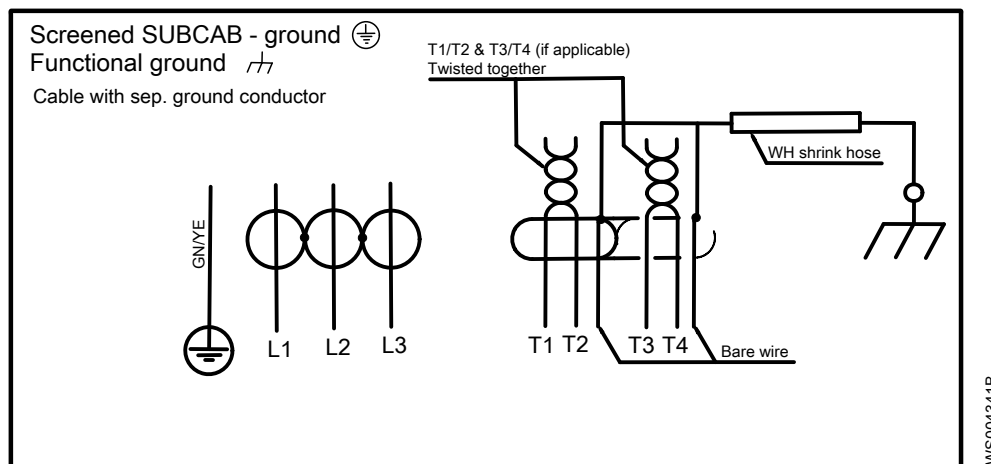 Screened SUBCAB - ground
Functional ground
Cable with sep. ground conductor
T1/T2 & T3/T4 (if applicable)
Twisted together
WH shrink hose
GN/YE
L1 L2 L3
T1 T2 T3 T4
Bare wire
WS004341B